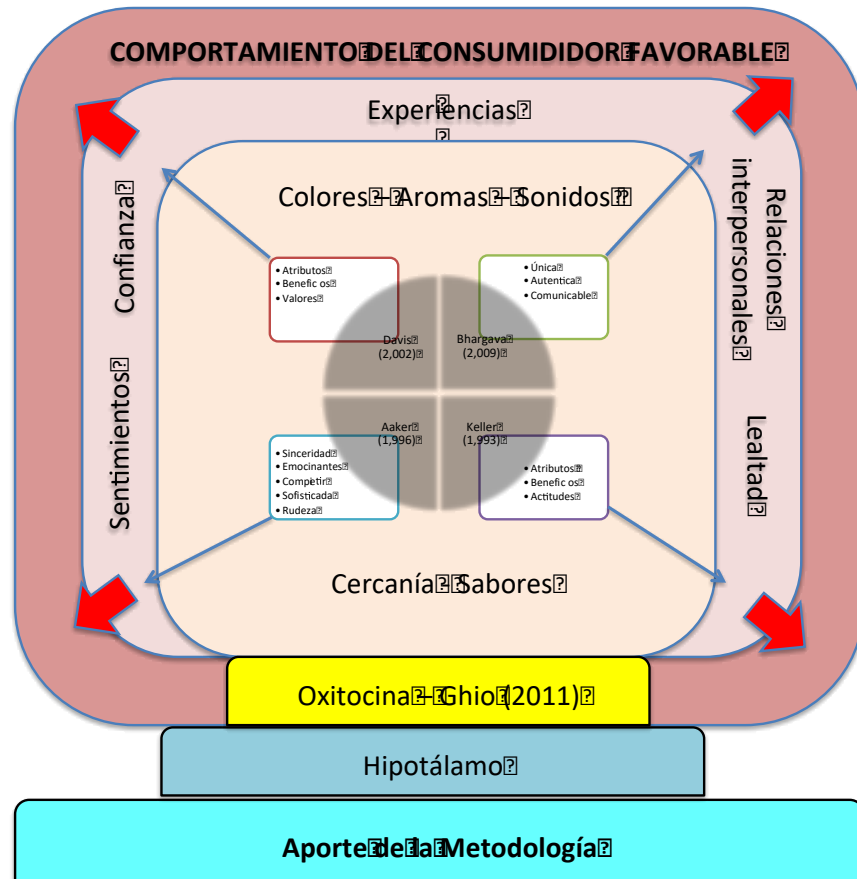 COMPORTAMIENTO DEL CONSUMIDIDOR FAVORABLE
Experiencias
Confianza
Sentimientos
Relaciones
interpersonales
Lealtad
Colores – Aromas – Sonidos
• Atributos
• Benefic os
• Valores
• Única
• Autentica
• Comunicable
Davis
(2,002)
Bhargava
(2,009)
Aaker
(1,996)
Keller
(1,993)
• Sinceridad
• Emocinantes
• Competir
• Sofisticada
• Rudeza
• Atributos
• Benefic os
• Actitudes
Cercanía – Sabores
Oxitocina – Ghio (2011)
Hipotálamo
Aporte de la Metodología